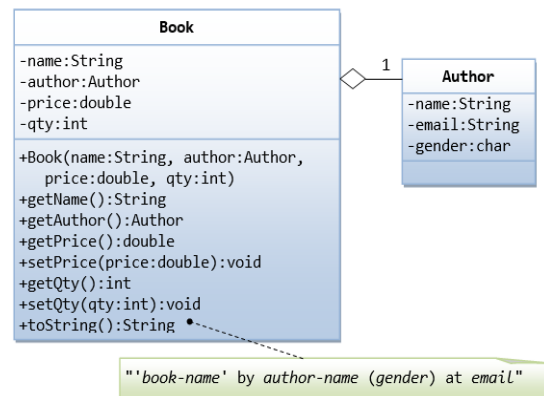 Book
-name:String
-author:Author
-price:double
-qty:int
+Book(name:String, author:Author,
price:double, qty:int)
+getName():String
+getAuthor():Author
+getPrice():double
+setPrice(price:double):void
+getQty():int
+setQty(qty:int):void
+toString():String
1
Author
-name:String
-email:String
-gender:char
"'book-name' by author-name (gender) at email"